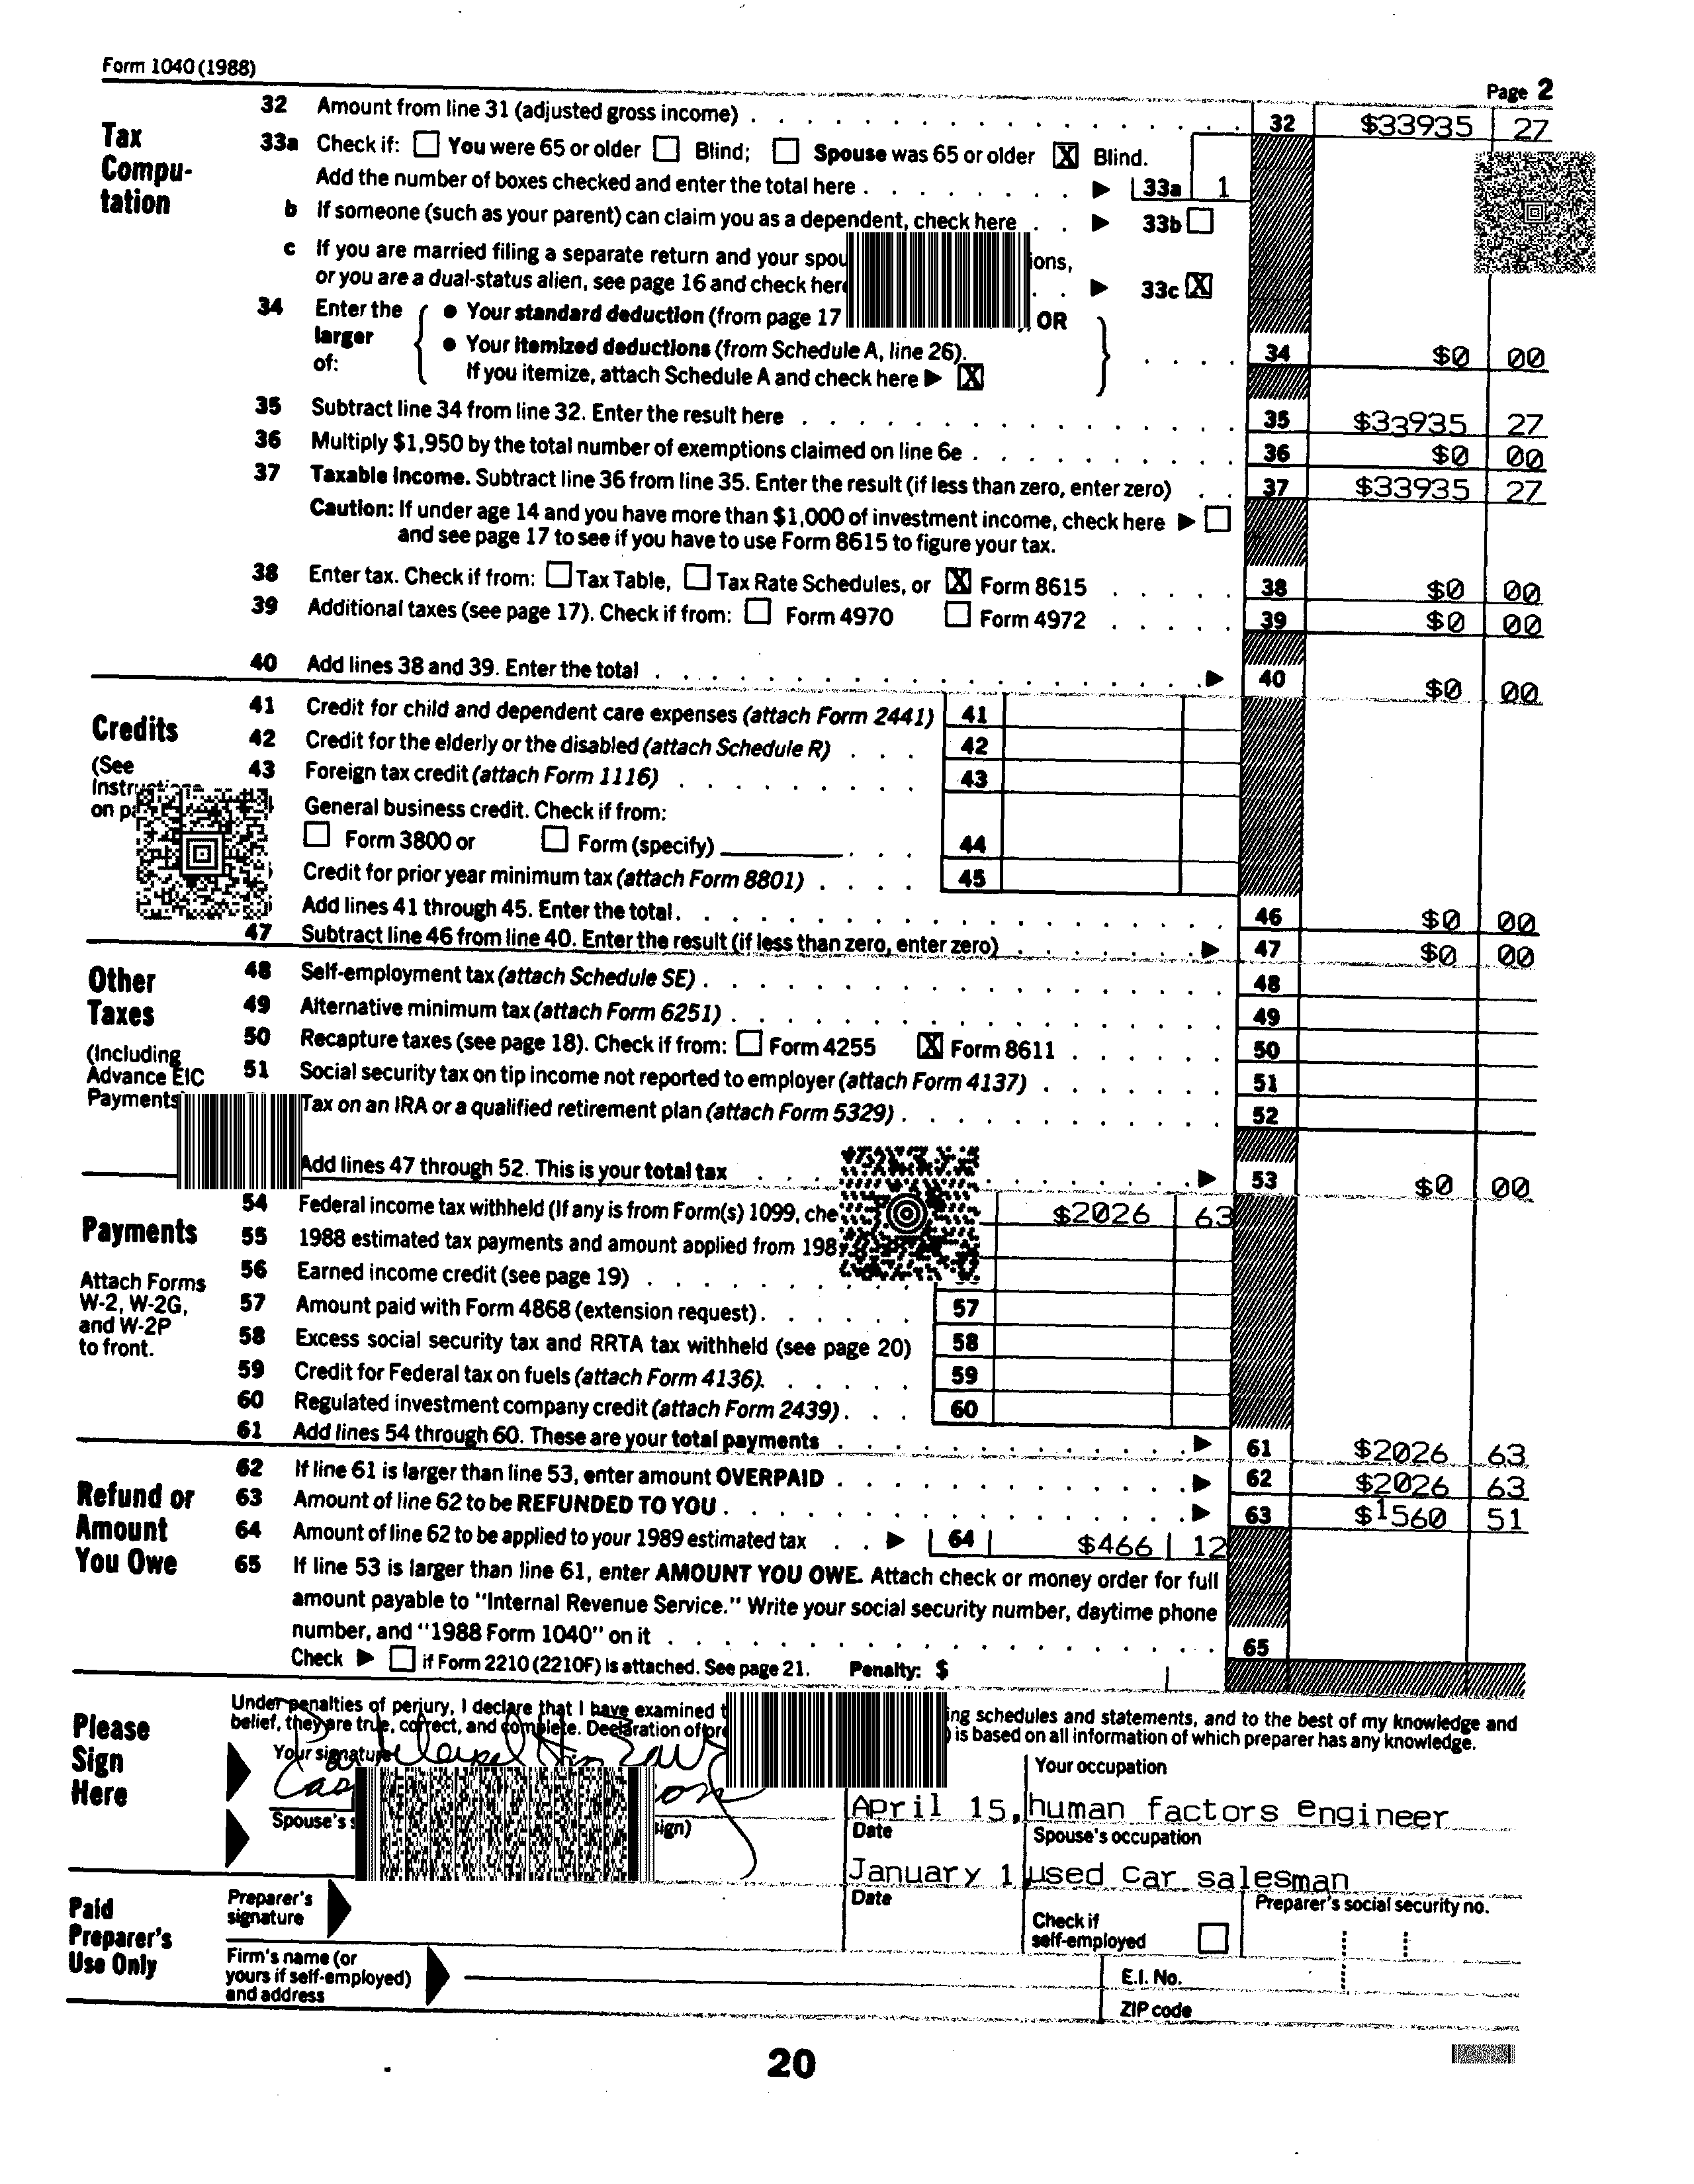 Form 1040 (1988)
Page 2
Tax Compu-tation
32 Amount from line 31 (adjusted gross income) 32 $33935 27
33a Check if: You were 65 or older Blind; Spouse was 65 or older X Blind.
Add the number of boxes checked and enter the total here 33a 1
b If someone (such as your parent) can claim you as a dependent, check here 33b
c If you are married filing a separate return and your ions,
or you are a dual-status alien, see page 16 and check 33c X
34 Enter the larger of:
• Your standard deduction (from page 17 OR
• Your itemized deductions (from Schedule A, line 26).
If you itemize, attach Schedule A and check here ▶ X
34 $0 00
35 Subtract line 34 from line 32. Enter the result here 35 $33935 27
36 Multiply $1,950 by the total number of exemptions claimed on line 6e 36 $0 00
37 Taxable Income. Subtract line 36 from line 35. Enter the result (if less than zero, enter zero) 37 $33935 27
Caution: If under age 14 and you have more than $1,000 of investment income, check here ▶
and see page 17 to see if you have to use Form 8615 to figure your tax.
38 Enter tax. Check if from: Tax Table, Tax Rate Schedules, or X Form 8615 38 $0 00
39 Additional taxes (see page 17). Check if from: Form 4970 Form 4972 39 $0 00
40 Add lines 38 and 39. Enter the total ▶ 40 $0 00
Credits
(See
on
41 Credit for child and dependent care expenses (attach Form 2441) 41
42 Credit for the elderly or the disabled (attach Schedule R) 42
43 Foreign tax credit (attach Form 1116) 43
General business credit. Check if from:
Form 3800 or Form (specify) 44
Credit for prior year minimum tax (attach Form 8801) 45
Add lines 41 through 45. Enter the total 46 $0 00
47 Subtract line 46 from line 40. Enter the result (if less than zero, enter zero) ▶ 47 $0 00
Other Taxes
(Including
Advance EIC
Payments
48 Self-employment tax (attach Schedule SE) 48
49 Alternative minimum tax (attach Form 6251) 49
50 Recapture taxes (see page 18). Check if from: Form 4255 X Form 8611 50
51 Social security tax on tip income not reported to employer (attach Form 4137) 51
Tax on an IRA or a qualified retirement plan (attach Form 5329) 52
Add lines 47 through 52. This is your total tax ▶ 53 $0 00
Payments
Attach Forms
W-2, W-2G,
and W-2P
to front.
54 Federal income tax withheld (If any is from Form(s) 1099, $2026 63
55 1988 estimated tax payments and amount applied from
56 Earned income credit (see page 19)
57 Amount paid with Form 4868 (extension request) 57
58 Excess social security tax and RRTA tax withheld (see page 20) 58
59 Credit for Federal tax on fuels (attach Form 4136) 59
60 Regulated investment company credit (attach Form 2439) 60
61 Add lines 54 through 60. These are your total payments ▶ 61 $2026 63
Refund or Amount You Owe
62 If line 61 is larger than line 53, enter amount OVERPAID ▶ 62 $2026 63
63 Amount of line 62 to be REFUNDED TO YOU ▶ 63 $1560 51
64 Amount of line 62 to be applied to your 1989 estimated tax ▶ 64 $466 12
65 If line 53 is larger than line 61, enter AMOUNT YOU OWE. Attach check or money order for full
amount payable to "Internal Revenue Service." Write your social security number, daytime phone
number, and "1988 Form 1040" on it 65
Check ▶ if Form 2210 (2210F) is attached. See page 21. Penalty: $
Please Sign Here
Under penalties of perjury, I declare that I have examined ing schedules and statements, and to the best of my knowledge and
belief, they are true, correct, and complete. Declaration of is based on all information of which preparer has any knowledge.
Your signature
Your occupation
April 15, human factors engineer
Spouse's sign) Date Spouse's occupation
January 1 used car salesman
Paid Preparer's Use Only
Preparer's signature
Date
Check if self-employed
Preparer's social security no.
Firm's name (or
yours if self-employed)
and address
E.I. No.
ZIP code
20